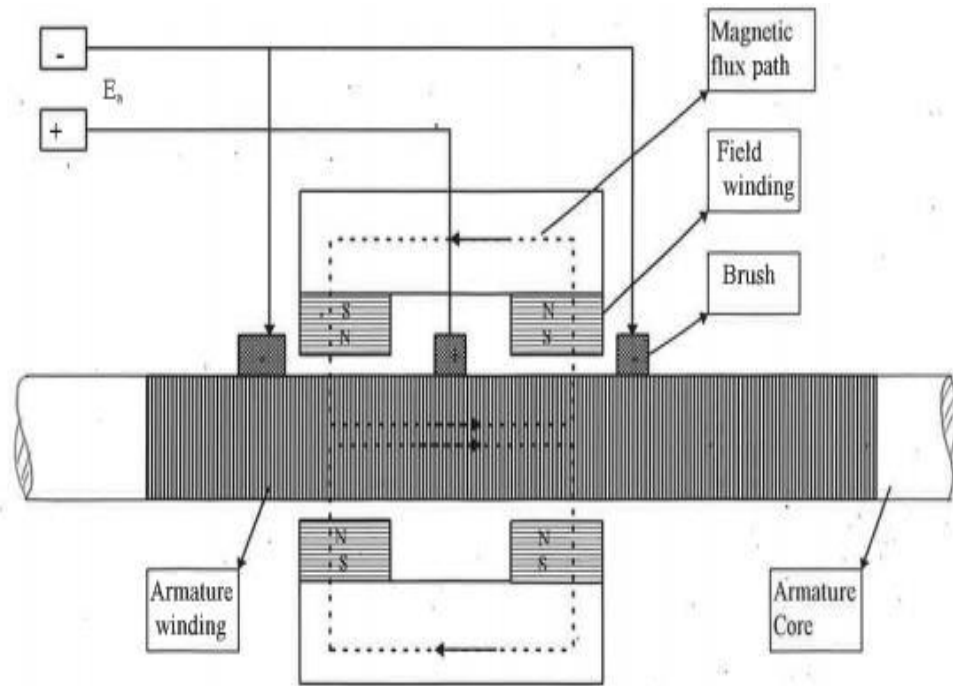 -
E
+
Magnetic
flux path
Field
winding
Brush
S
N
N
S
-
+
-
N
S
N
S
Armature
winding
Armature
Core